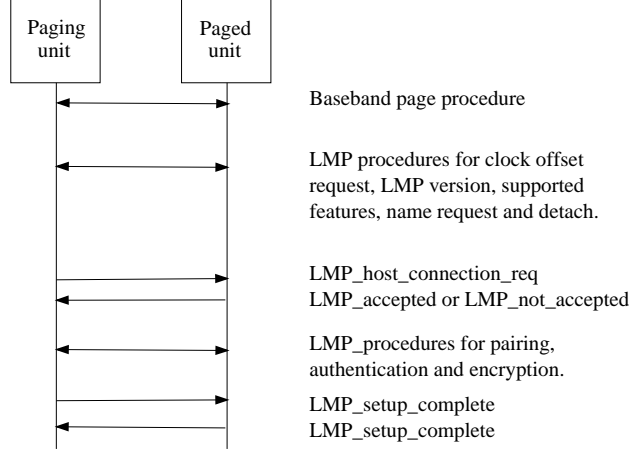 Paging
unit
Paged
unit
Baseband page procedure
LMP procedures for clock offset
request, LMP version, supported
features, name request and detach.
LMP_host_connection_req
LMP_accepted or LMP_not_accepted
LMP_procedures for pairing,
authentication and encryption.
LMP_setup_complete
LMP_setup_complete